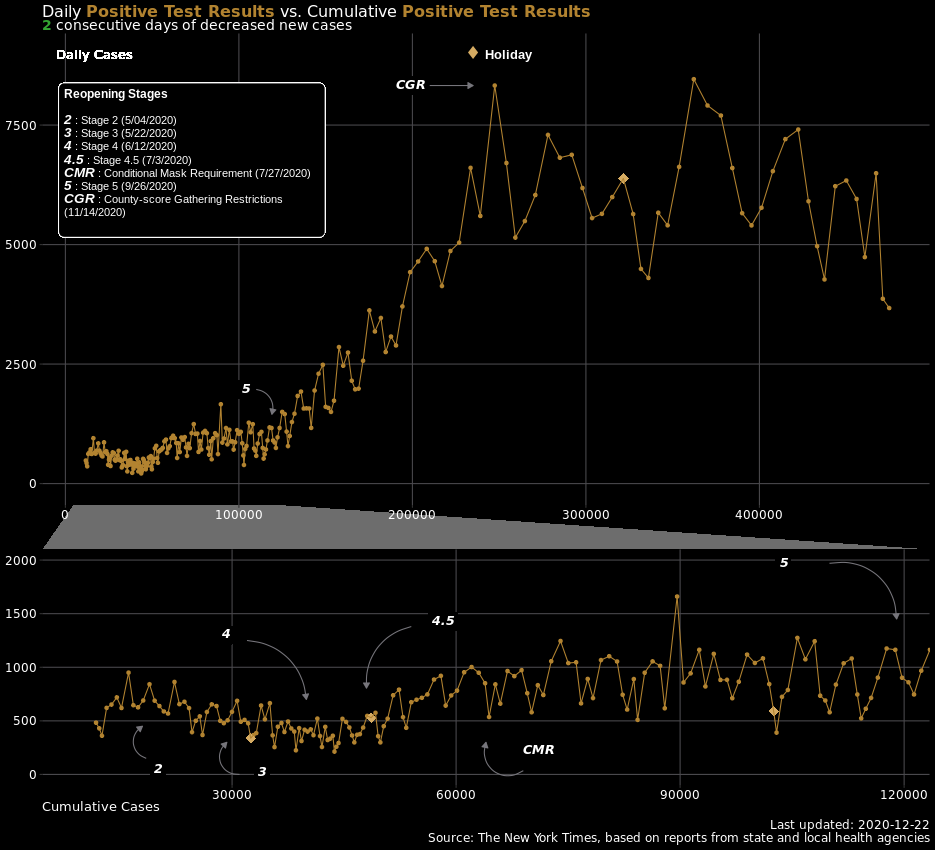 Daily Positive Test Results vs. Cumulative Positive Test Results
2 consecutive days of decreased new cases
Daily Cases
Holiday
CGR
Reopening Stages
2 : Stage 2 (5/04/2020)
3 : Stage 3 (5/22/2020)
4 : Stage 4 (6/12/2020)
4.5 : Stage 4.5 (7/3/2020)
CMR : Conditional Mask Requirement (7/27/2020)
5 : Stage 5 (9/26/2020)
CGR : County-score Gathering Restrictions
(11/14/2020)
7500
5000
2500
5
0
0 100000 200000 300000 400000
2000
5
1500
4.5
4
1000
500
CMR
2
3
0
30000 60000 90000 120000
Cumulative Cases
Last updated: 2020-12-22
Source: The New York Times, based on reports from state and local health agencies